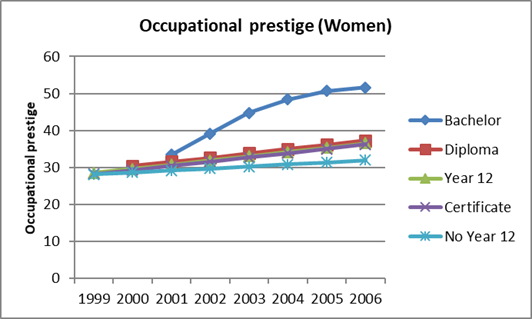 Occupational prestige (Women)
Occupational prestige
60
50
40
30
20
10
0
1999 2000 2001 2002 2003 2004 2005 2006
Bachelor
Diploma
Year 12
Certificate
No Year 12